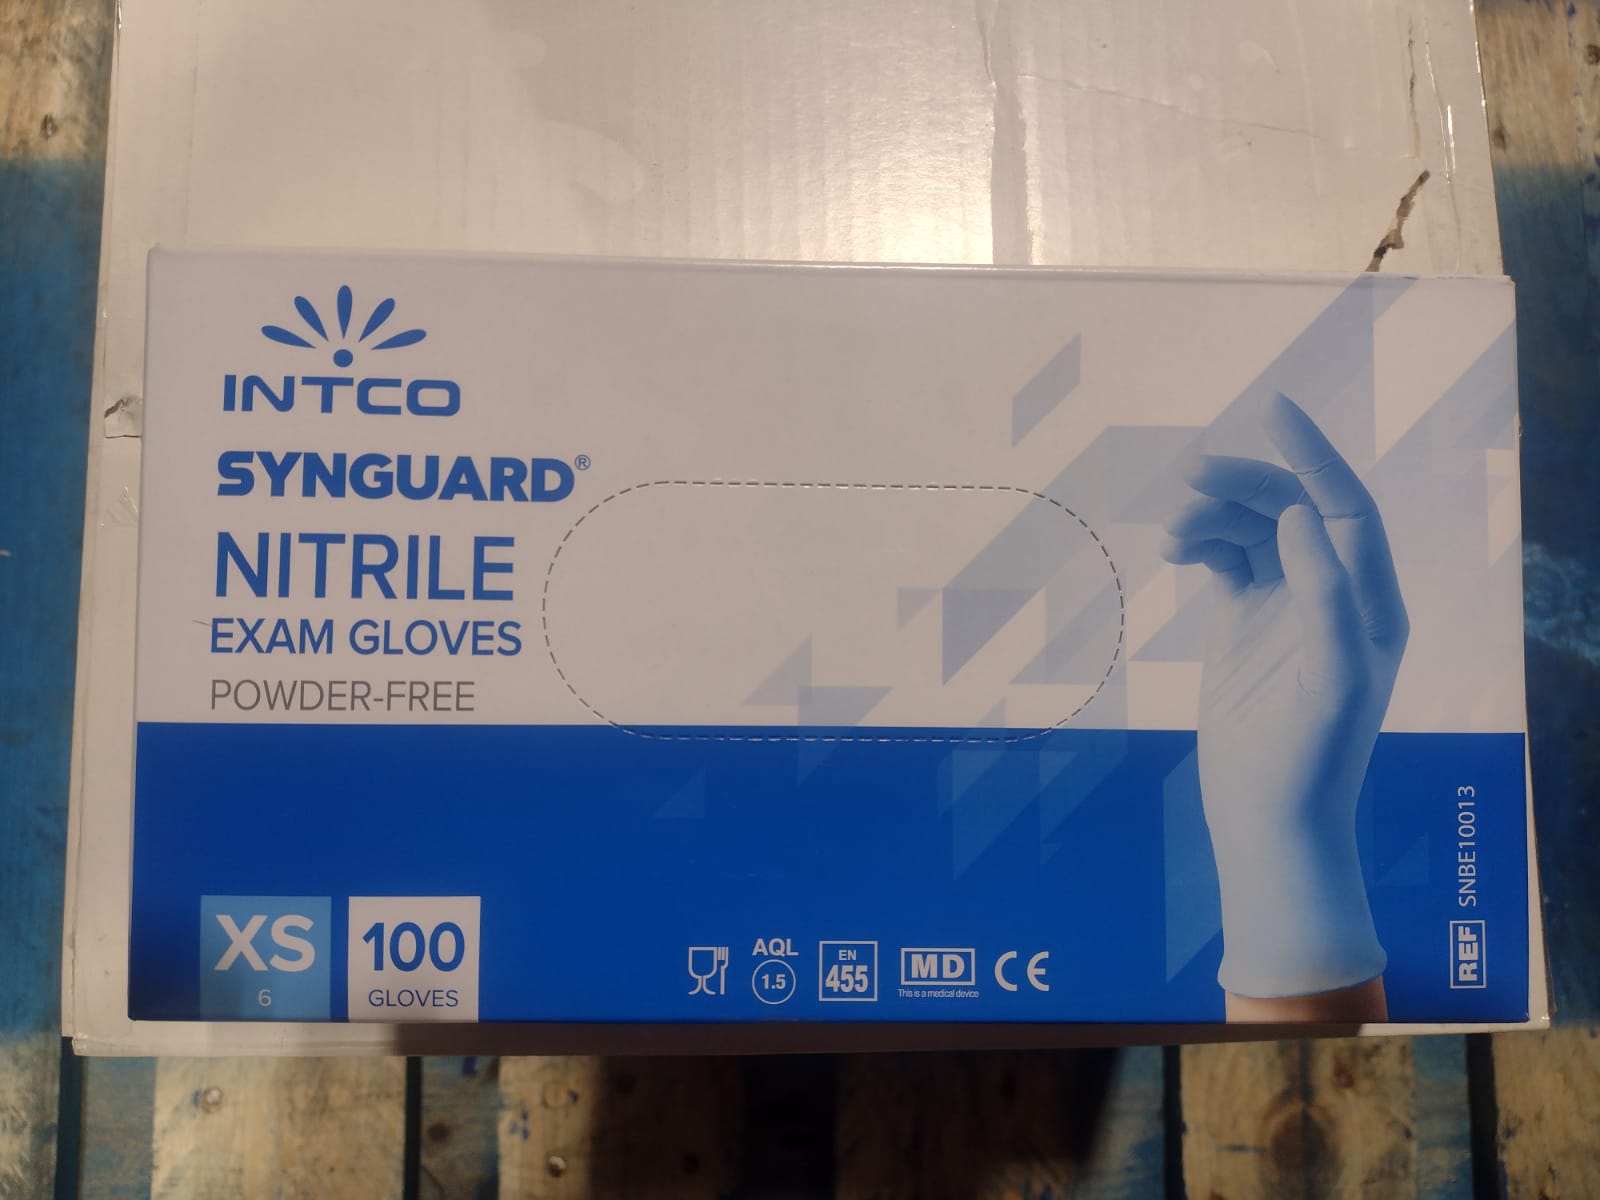 INTCO
SYNGUARD®
NITRILE
EXAM GLOVES
POWDER-FREE
XS
6
100
GLOVES
AQL
1.5
EN
455
MD
This is a medical device
CE
REF SNBE10013